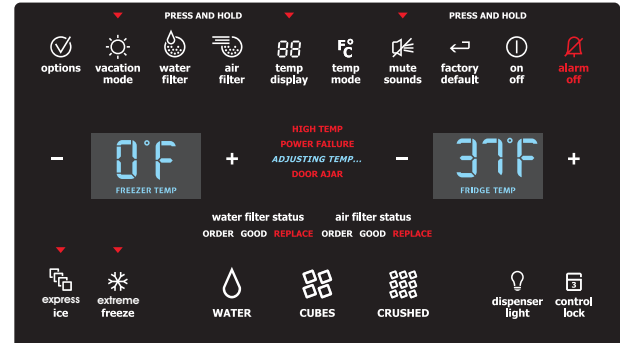 PRESS AND HOLD PRESS AND HOLD
options vacation mode water filter air filter temp display temp mode mute sounds factory default on off alarm off
HIGH TEMP
POWER FAILURE
0°F ADJUSTING TEMP... 37°F
DOOR AJAR
FREEZER TEMP FRIDGE TEMP
water filter status air filter status
ORDER GOOD REPLACE ORDER GOOD REPLACE
express ice extreme freeze WATER CUBES CRUSHED dispenser light 3 control lock